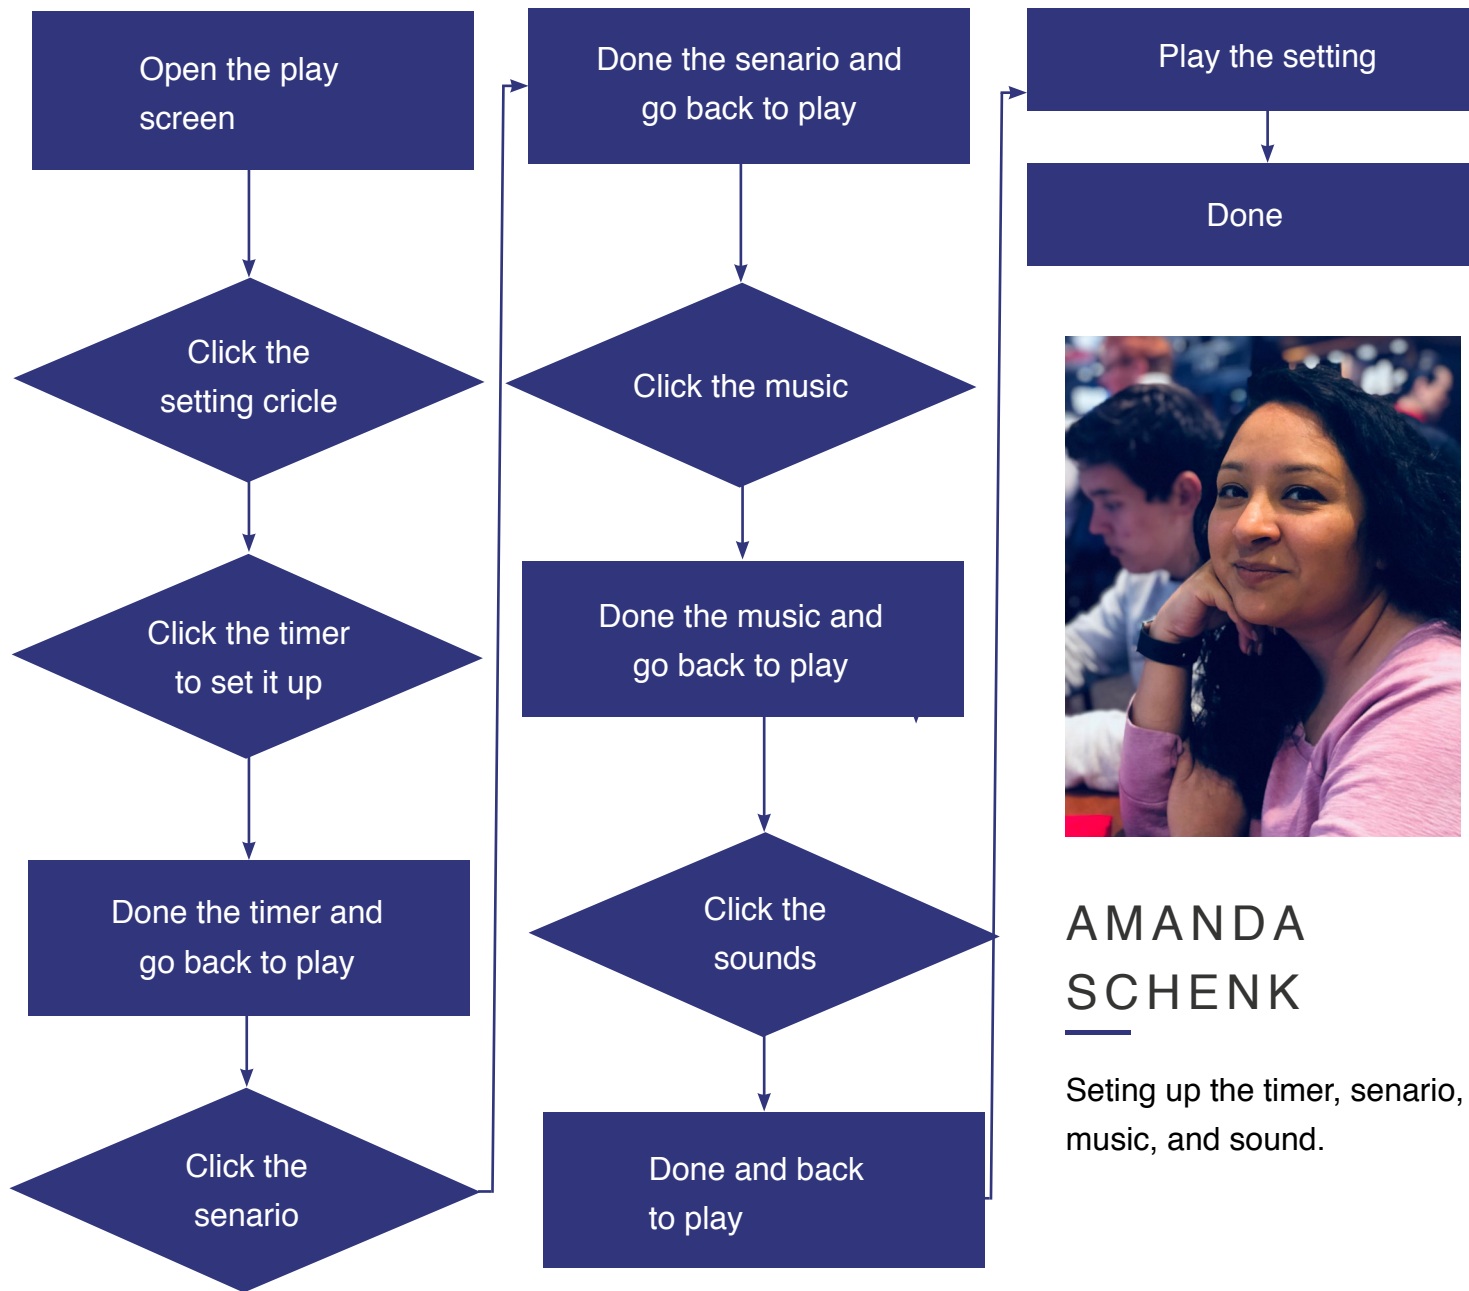 Open the play
screen
Click the
setting cricle
Click the timer
to set it up
Done the timer and
go back to play
Click the
senario
Done the senario and
go back to play
Click the music
Done the music and
go back to play
Click the
sounds
Done and back
to play
Play the setting
Done
AMANDA
SCHENK
Seting up the timer, senario,
music, and sound.